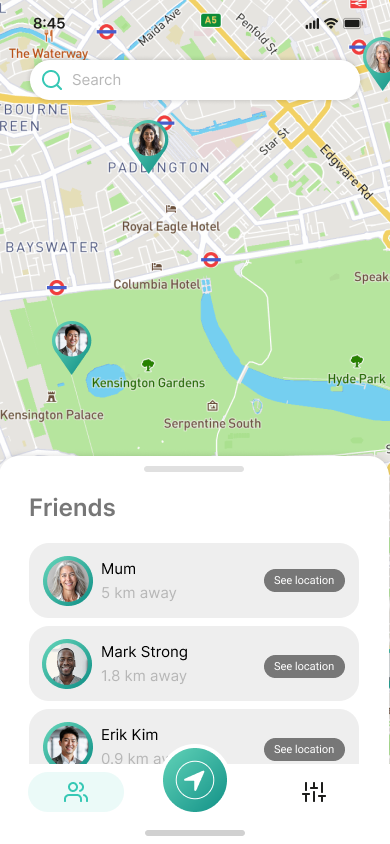 8:45
Maida Ave
A5
Penfold St
The Waterway
Search
TBOURNE
REEN
Star St
Edgware Rd
PADDINGTON
Royal Eagle Hotel
BAYSWATER
Columbia Hotel
Speak
Kensington Gardens
Hyde Park
Kensington Palace
Serpentine South
Friends
Mum
5 km away
See location
Mark Strong
1.8 km away
See location
Erik Kim
0.9 km aw
See location